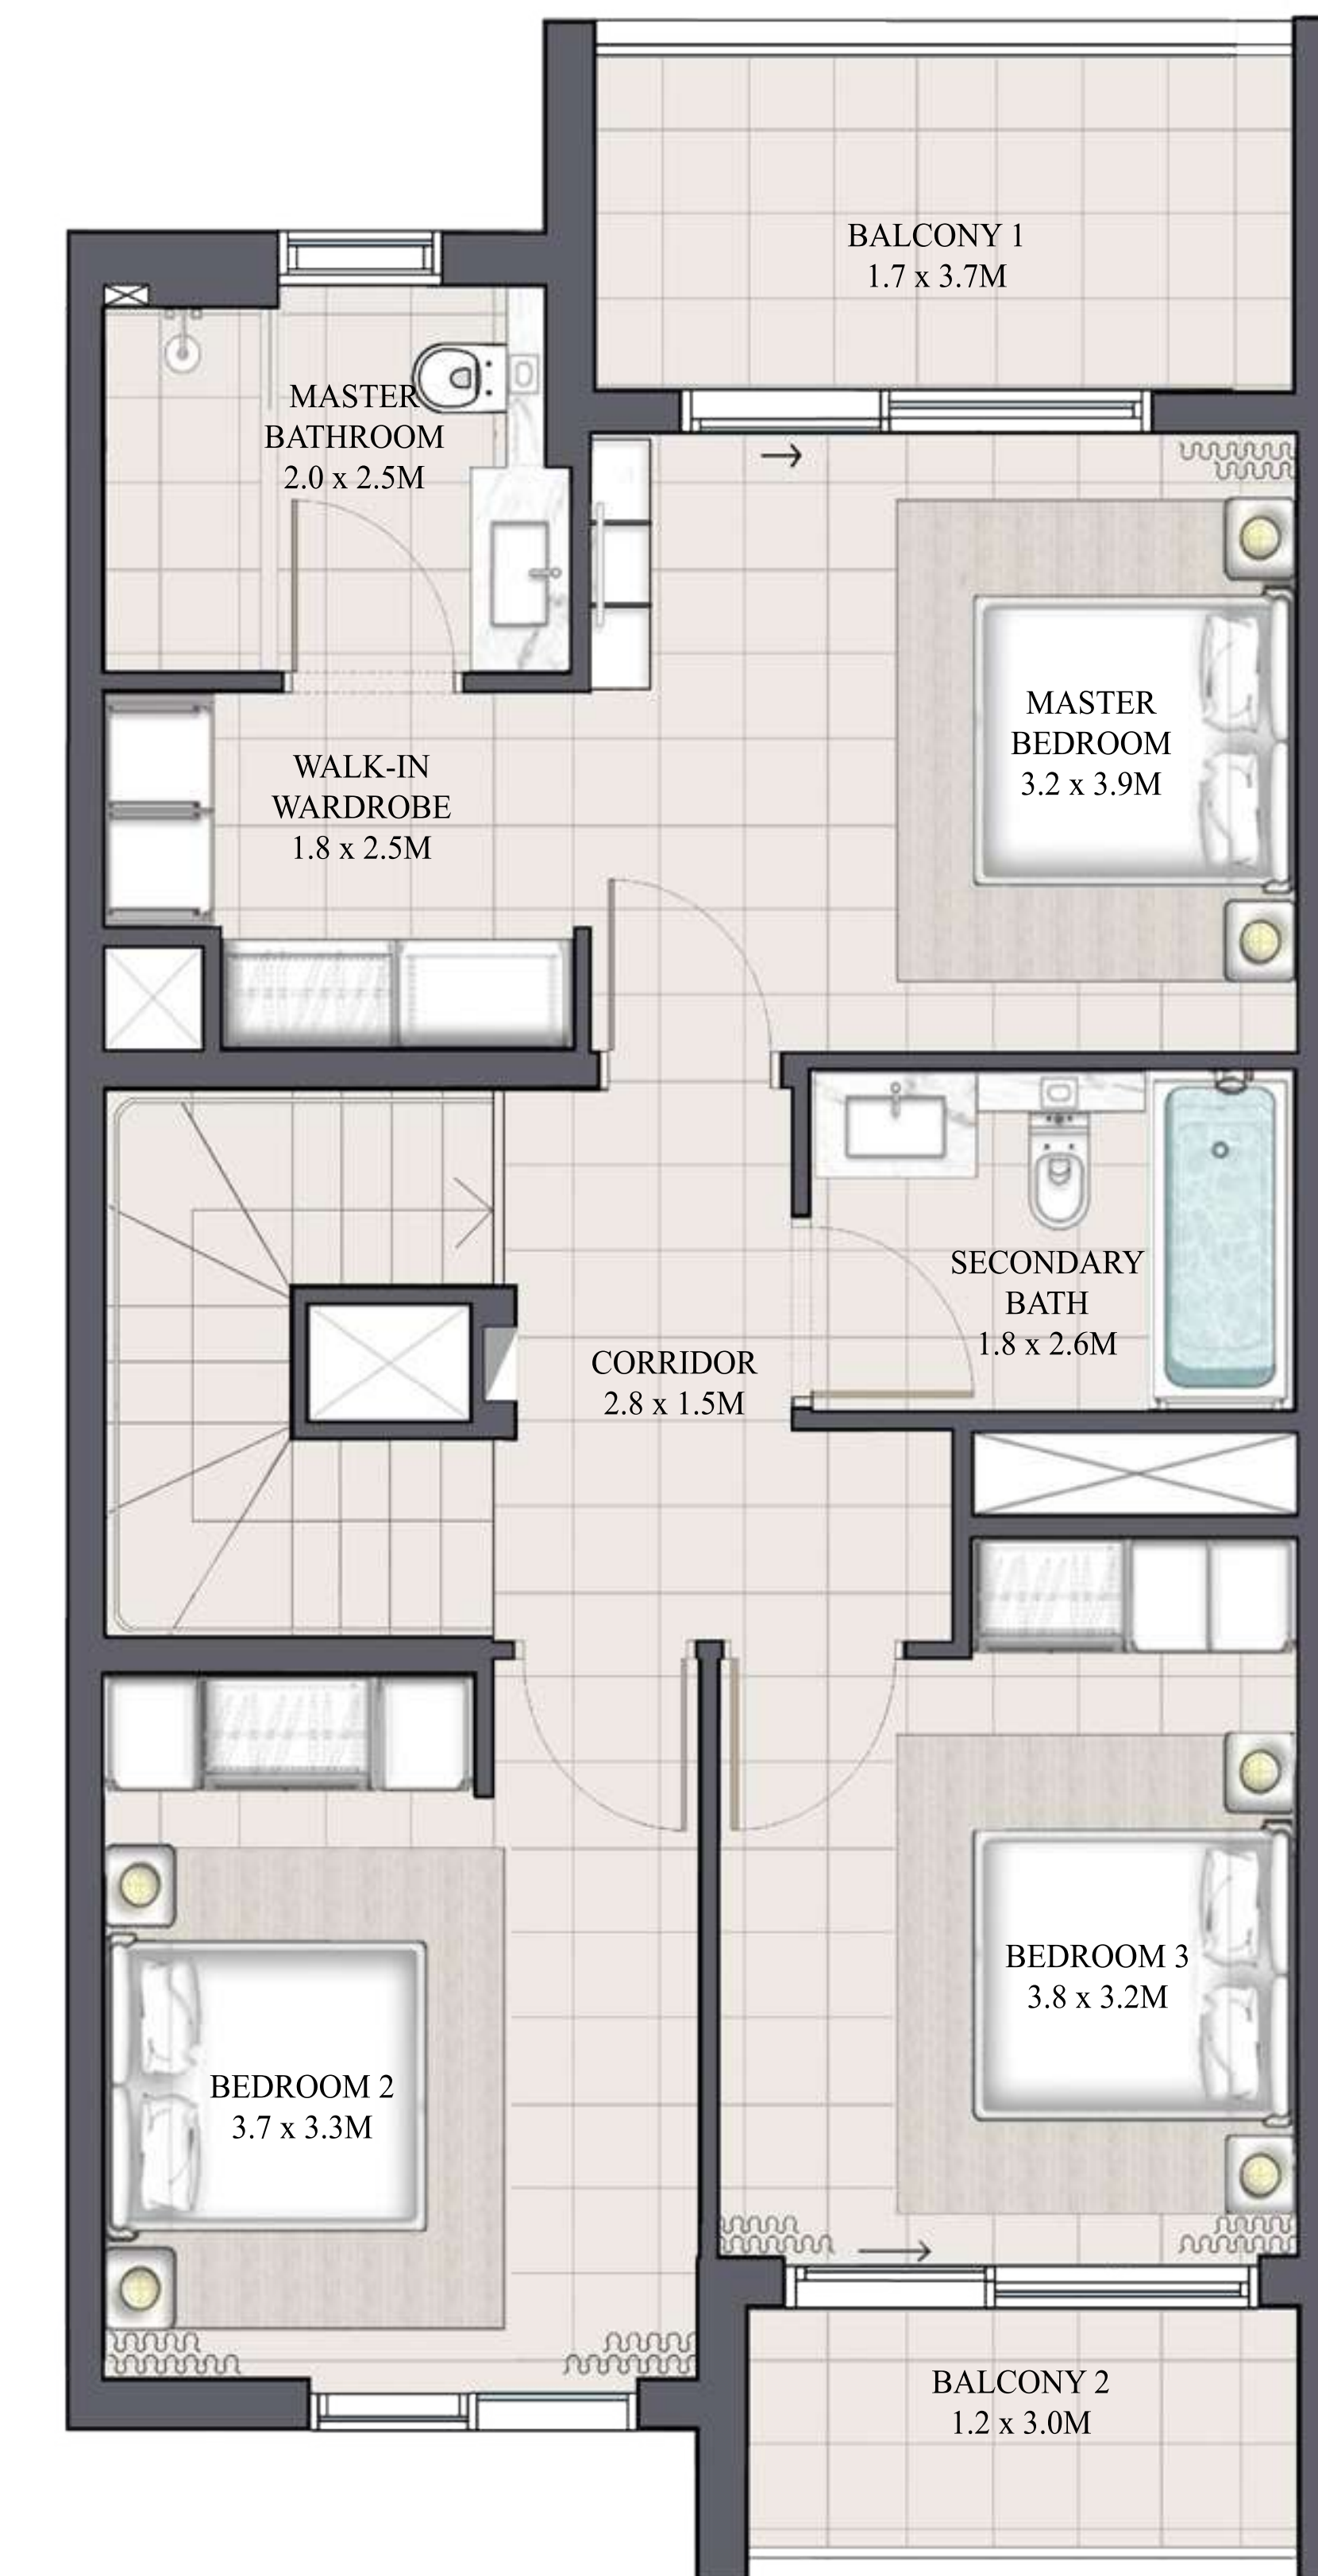 BALCONY 1
1.7 x 3.7M
MASTER
BATHROOM
2.0 x 2.5M
MASTER
BEDROOM
3.2 x 3.9M
WALK-IN
WARDROBE
1.8 x 2.5M
SECONDARY
BATH
1.8 x 2.6M
CORRIDOR
2.8 x 1.5M
BEDROOM 3
3.8 x 3.2M
BEDROOM 2
3.7 x 3.3M
BALCONY 2
1.2 x 3.0M